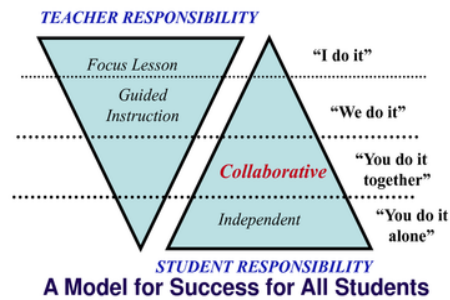 TEACHER RESPONSIBILITY
Focus Lesson
“I do it”
Guided
Instruction
“We do it”
Collaborative
“You do it
together”
Independent
“You do it
alone”
STUDENT RESPONSIBILITY
A Model for Success for All Students